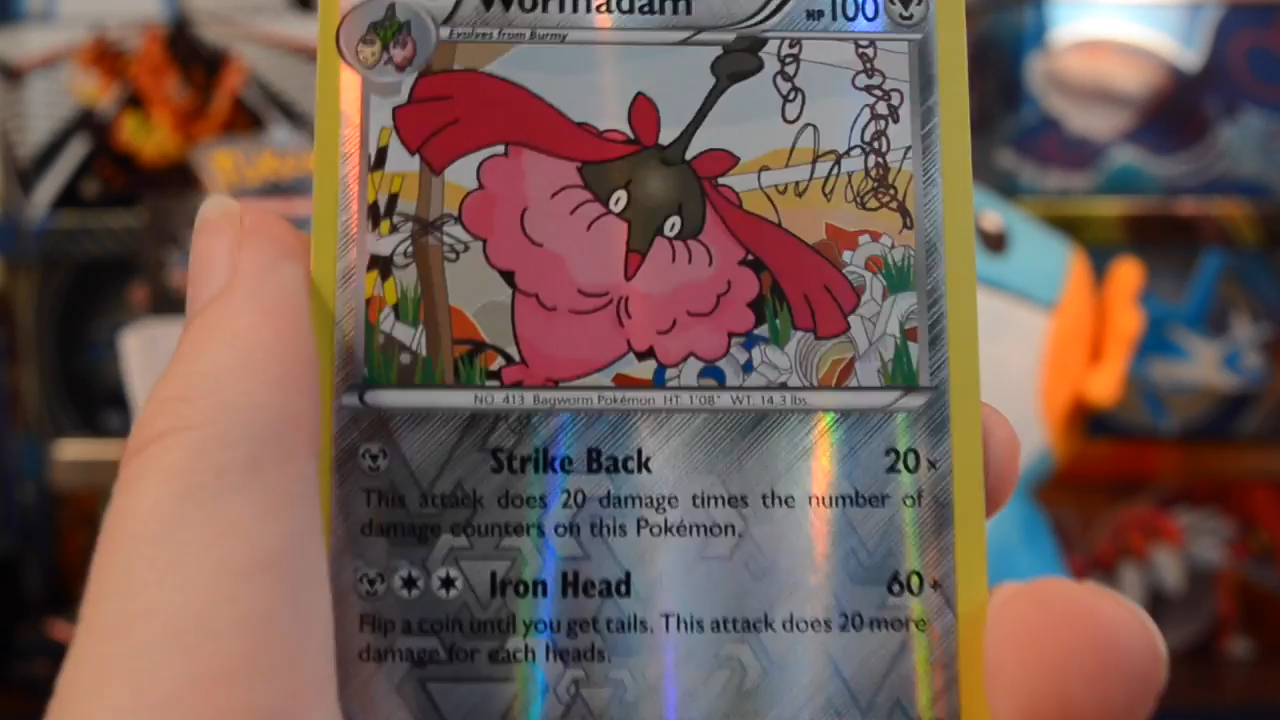 Wormadam HP 100
Evolves from Burmy
NO. 413 Bagworm Pokémon HT: 1'08" WT: 14.3 lbs.
Strike Back 20×
This attack does 20 damage times the number of
damage counters on this Pokémon.
Iron Head 60+
Flip a coin until you get tails. This attack does 20 more
damage for each heads.